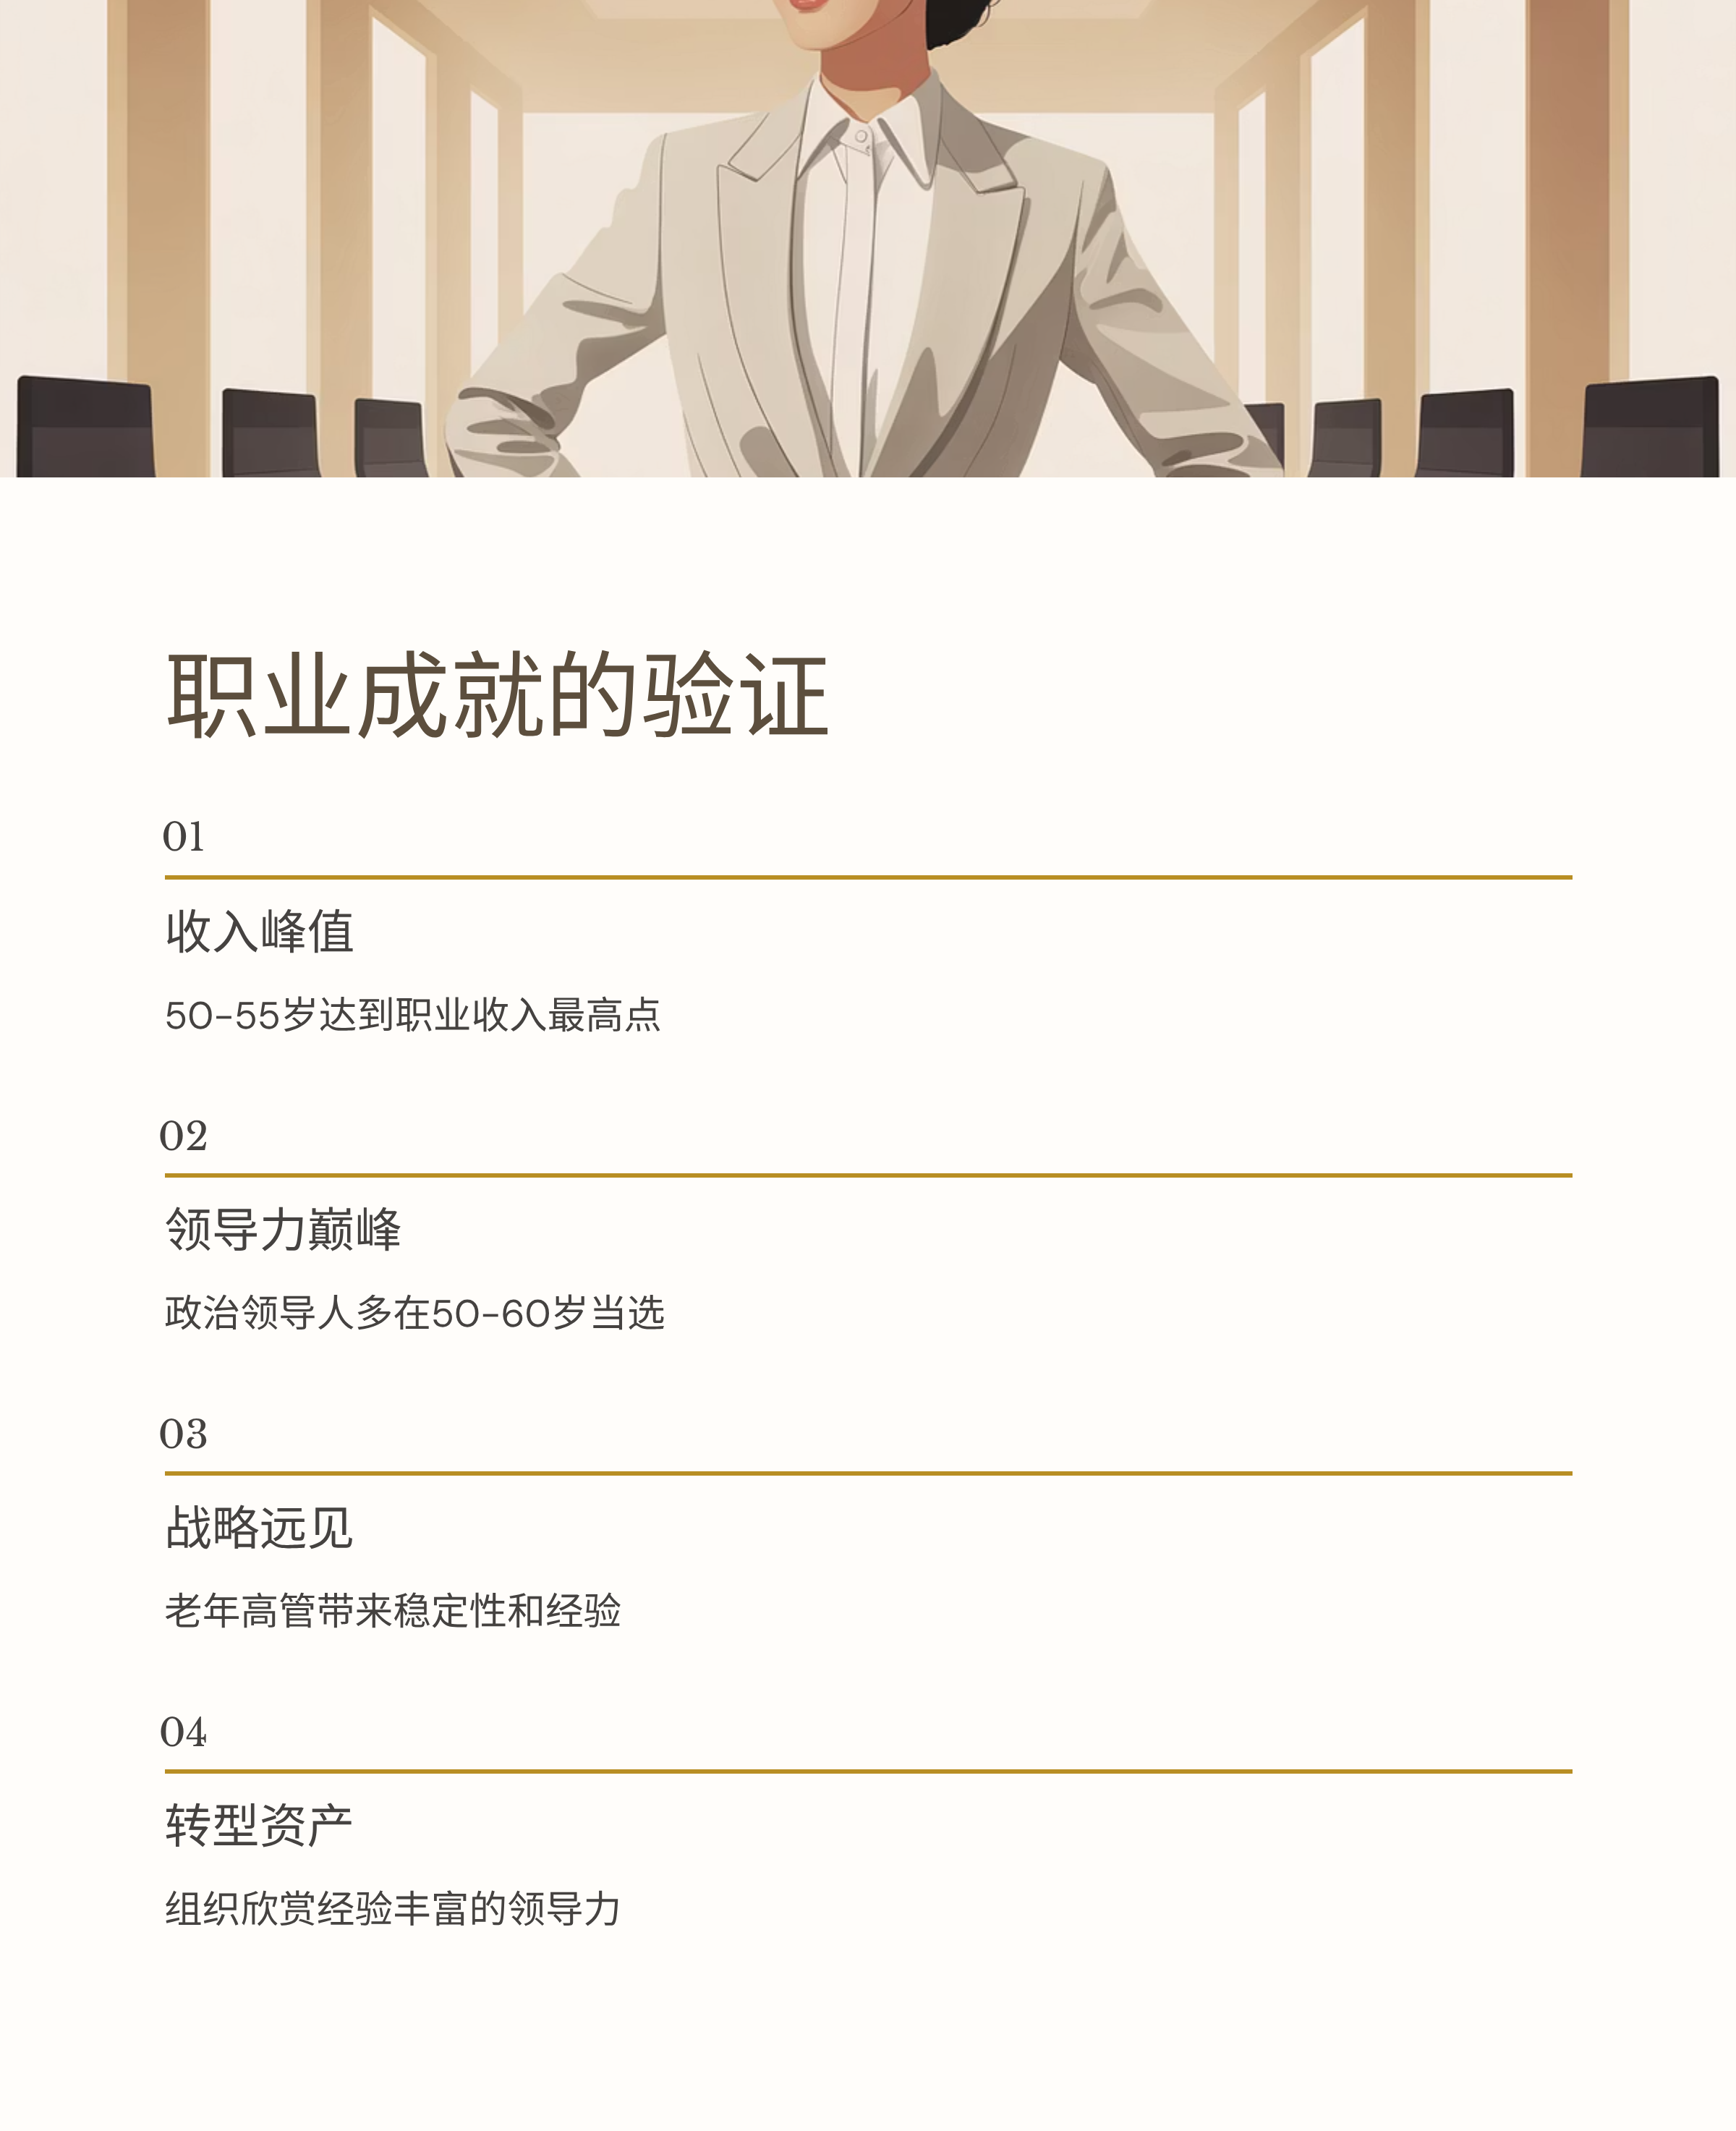 职业成就的验证
01
收入峰值
50-55岁达到职业收入最高点
02
领导力巅峰
政治领导人多在50-60岁当选
03
战略远见
老年高管带来稳定性和经验
04
转型资产
组织欣赏经验丰富的领导力